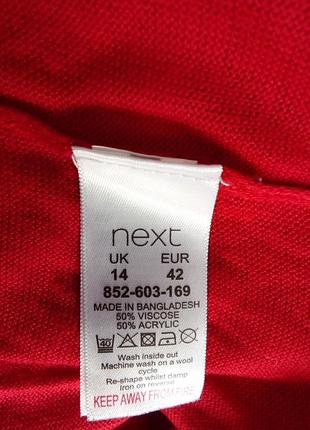 next
UK EUR
14 42
852-603-169
MADE IN BANGLADESH
50% VISCOSE
50% ACRYLIC
40
Wash inside out
Machine wash on a wool
cycle
Re-shape whilst damp
Iron on reverse
KEEP AWAY FROM FIRE